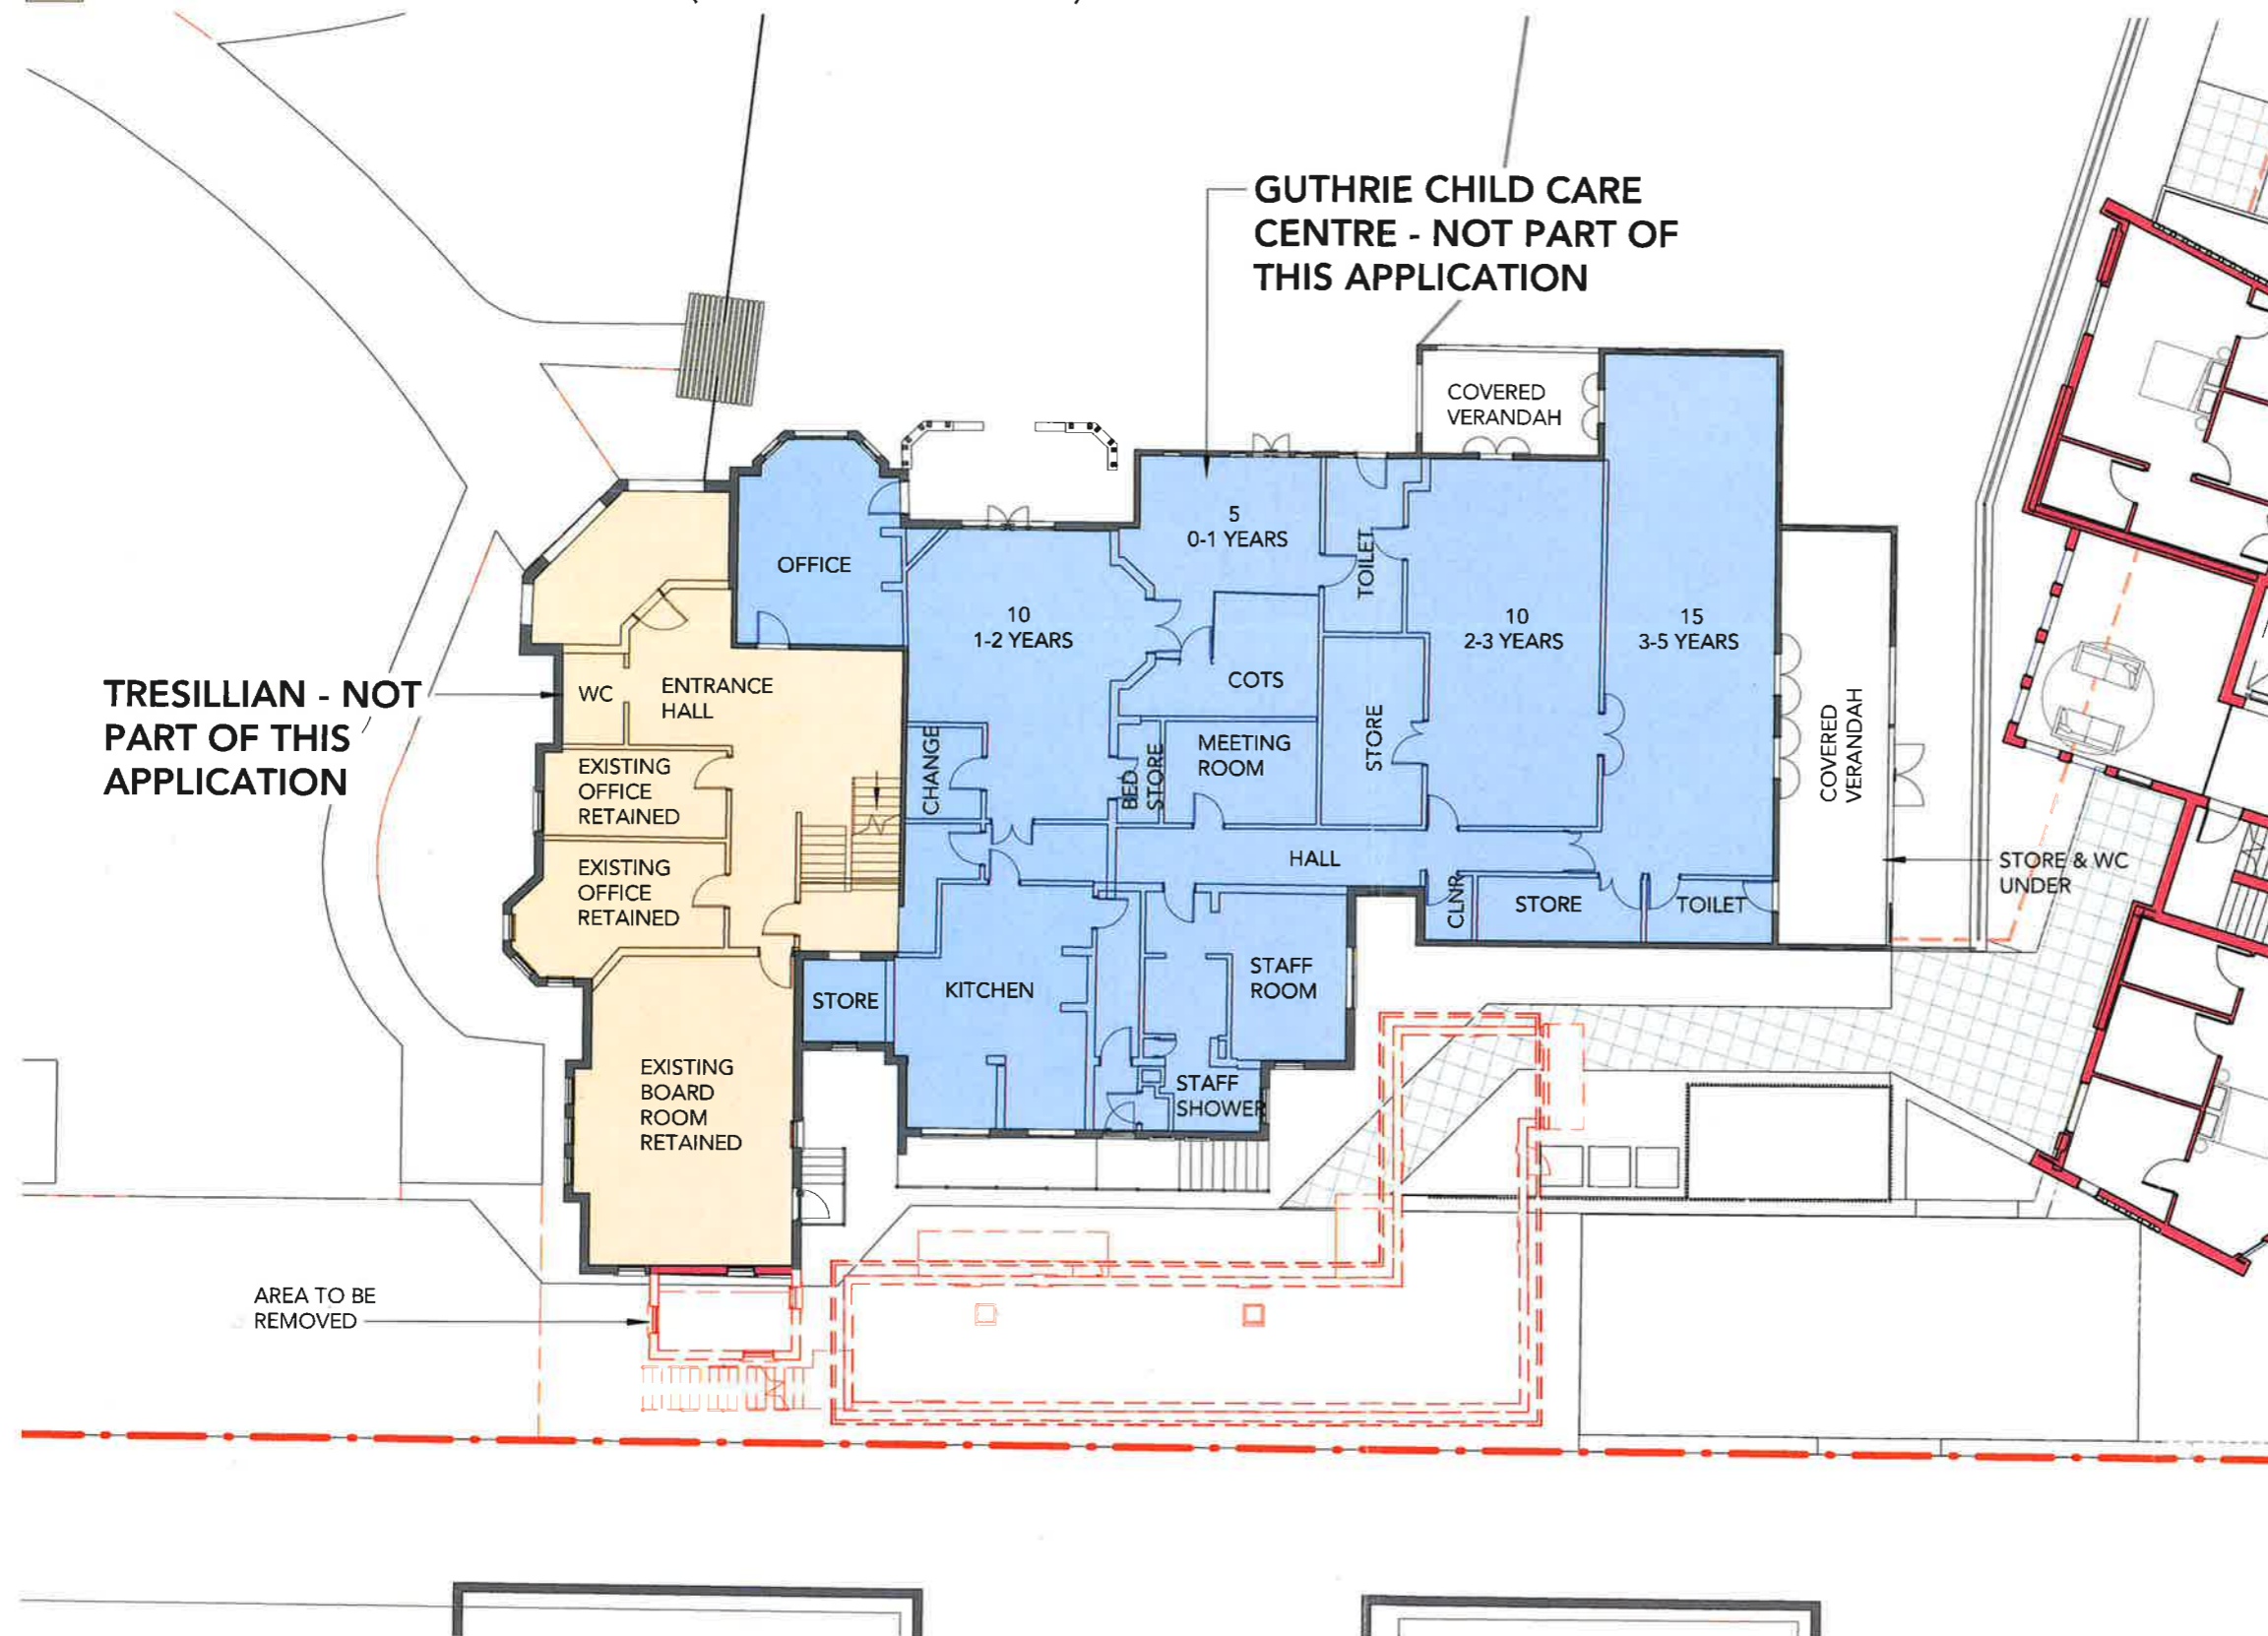 GUTHRIE CHILD CARE
CENTRE - NOT PART OF
THIS APPLICATION
COVERED
VERANDAH
5
0-1 YEARS
OFFICE
TOILET
10
1-2 YEARS
10
2-3 YEARS
15
3-5 YEARS
TRESILLIAN - NOT
PART OF THIS
APPLICATION
WC
ENTRANCE
HALL
COTS
STORE
COVERED
VERANDAH
CHANGE
BED
STORE
MEETING
ROOM
EXISTING
OFFICE
RETAINED
HALL
STORE & WC
UNDER
EXISTING
OFFICE
RETAINED
CLNR
STORE
TOILET
STORE
KITCHEN
STAFF
ROOM
EXISTING
BOARD
ROOM
RETAINED
STAFF
SHOWER
AREA TO BE
REMOVED